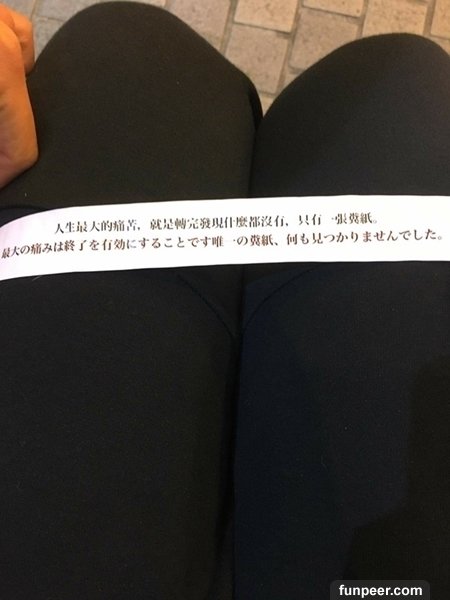 人生最大的痛苦，就是轉完發現什麼都沒有，只有一張糞紙。
最大の痛みは終了を有効にすることです唯一の糞紙、何も見つかりませんでした。
funpeer.com